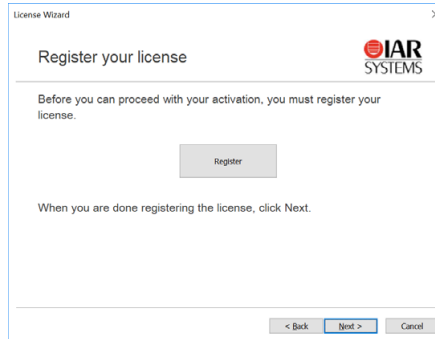 License Wizard
Register your license
IAR
SYSTEMS
Before you can proceed with your activation, you must register your
license.
Register
When you are done registering the license, click Next.
< Back
Next >
Cancel